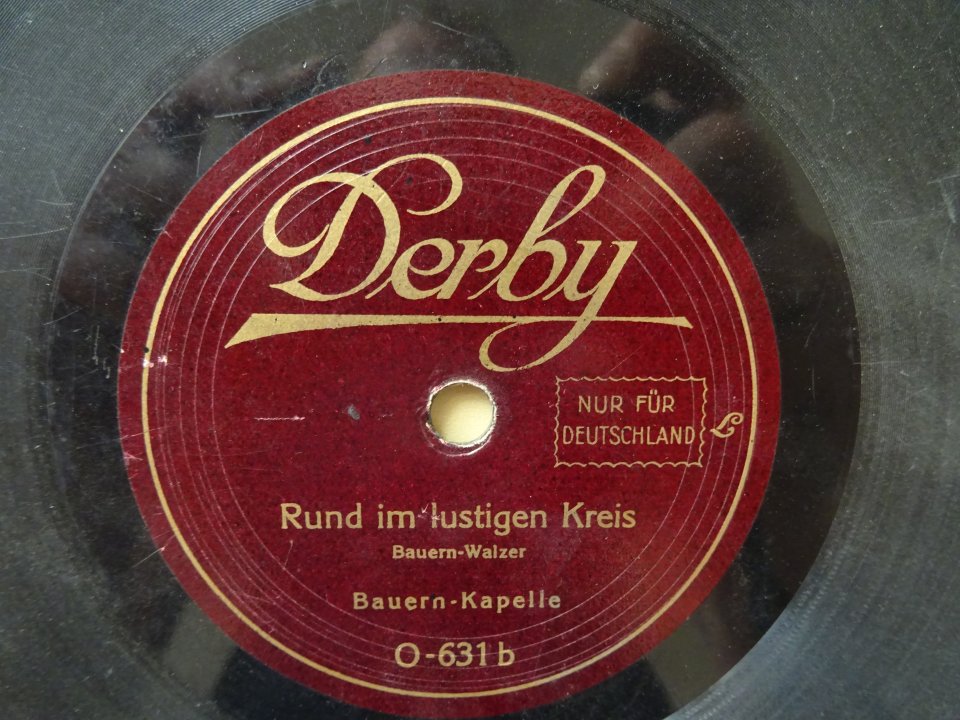 Derby
NUR FÜR
DEUTSCHLAND
L
Rund im lustigen Kreis
Bauern-Walzer
Bauern-Kapelle
O-631 b